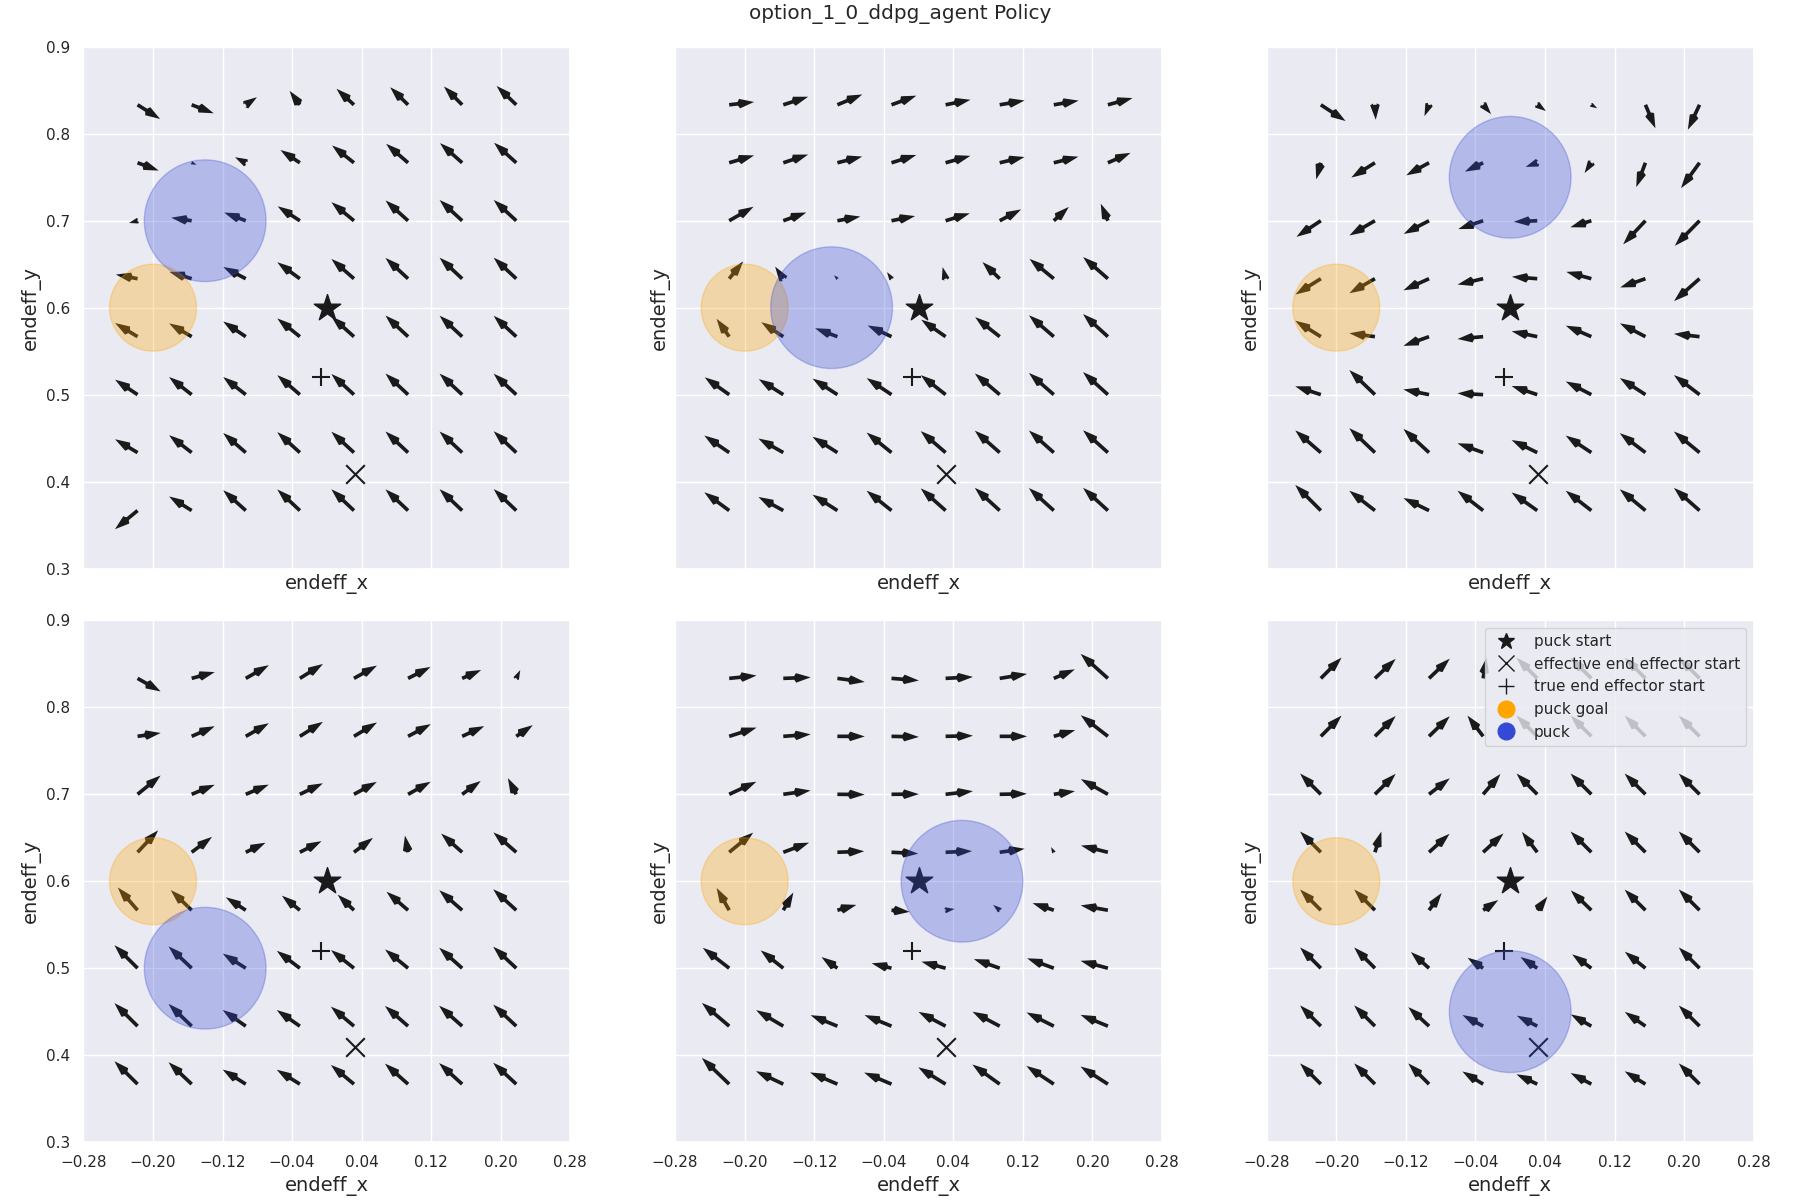 option_1_0_ddpg_agent Policy
0.9
0.8
0.7
0.6
0.5
0.4
0.3
endeff_y
endeff_x
endeff_y
endeff_x
endeff_y
endeff_x
0.9
0.8
0.7
0.6
0.5
0.4
0.3
endeff_y
−0.28 −0.20 −0.12 −0.04 0.04 0.12 0.20 0.28
endeff_x
endeff_y
−0.28 −0.20 −0.12 −0.04 0.04 0.12 0.20 0.28
endeff_x
puck start
effective end effector start
true end effector start
puck goal
puck
endeff_y
−0.28 −0.20 −0.12 −0.04 0.04 0.12 0.20 0.28
endeff_x